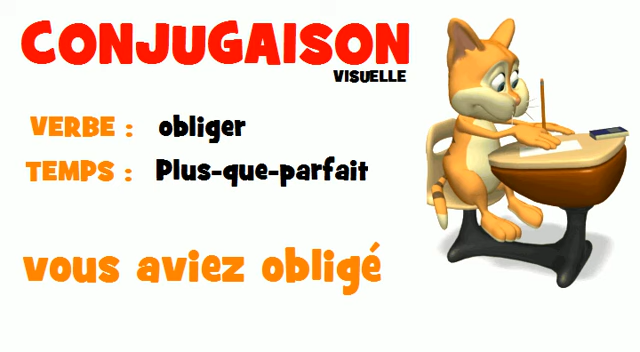 CONJUGAISON
VISUELLE
VERBE : obliger
TEMPS : Plus-que-parfait
vous aviez obligé